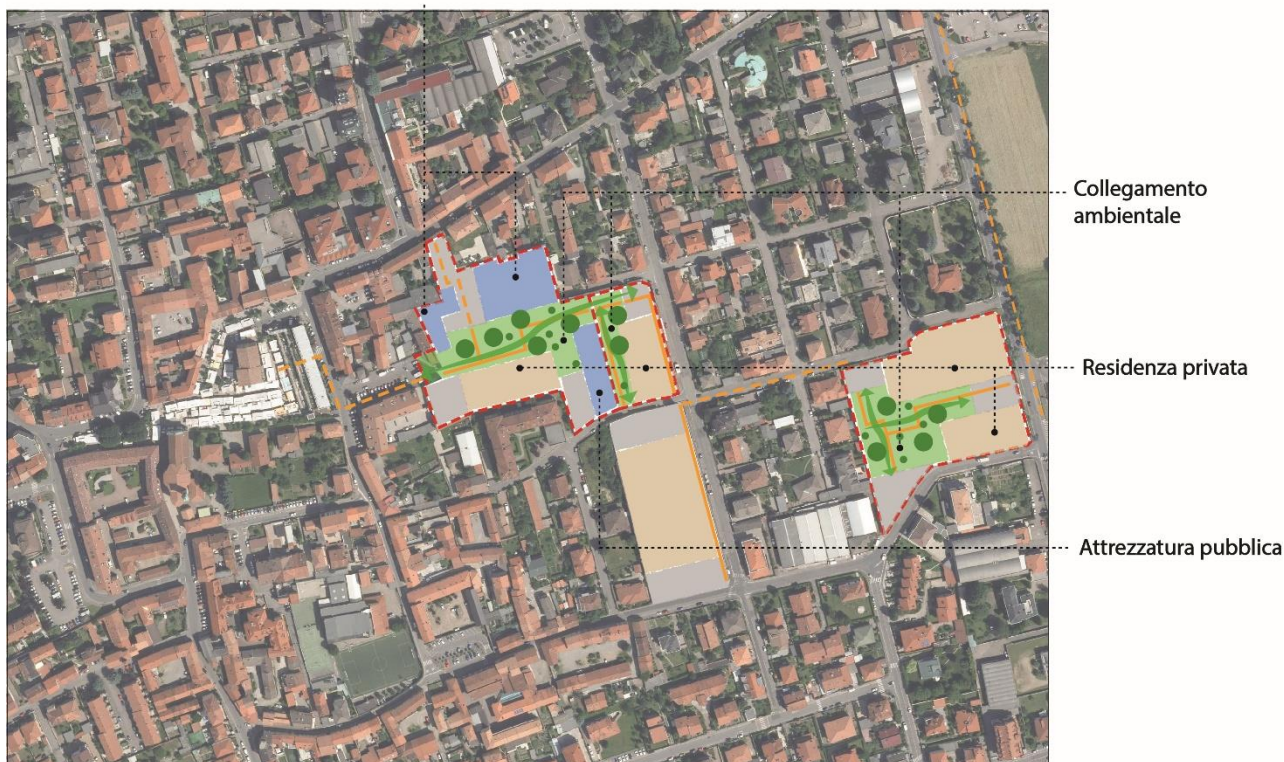 Collegamento
ambientale
Residenza privata
Attrezzatura pubblica